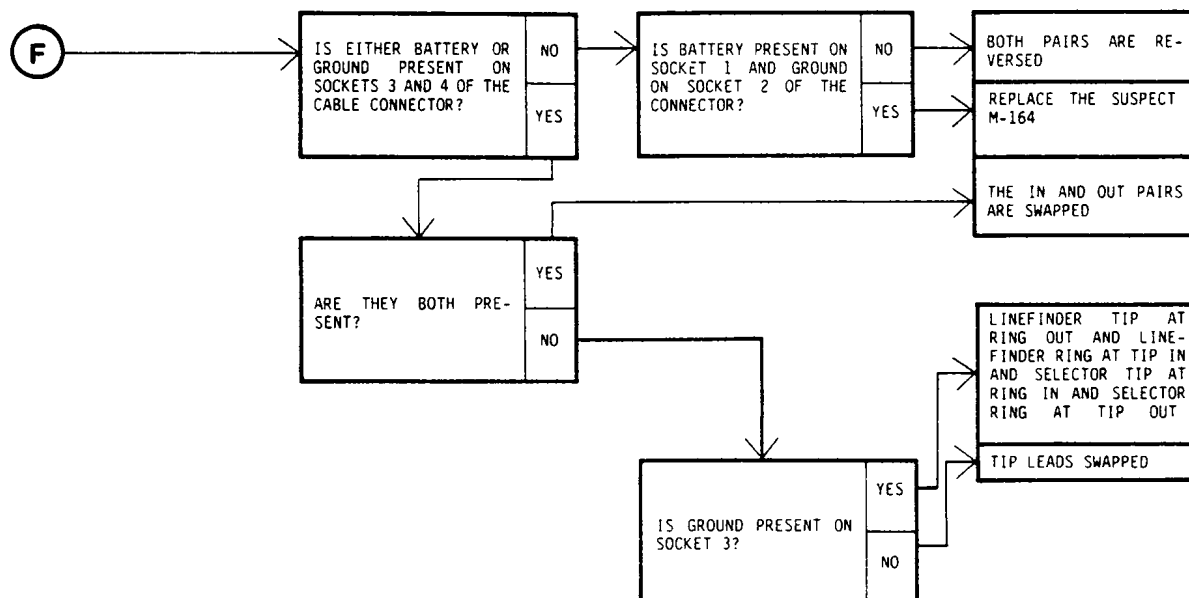 F
IS EITHER BATTERY OR
GROUND PRESENT ON
SOCKETS 3 AND 4 OF THE
CABLE CONNECTOR?
NO
YES
IS BATTERY PRESENT ON
SOCKET 1 AND GROUND
ON SOCKET 2 OF THE
CONNECTOR?
NO
YES
BOTH PAIRS ARE RE-
VERSED
REPLACE THE SUSPECT
M-164
THE IN AND OUT PAIRS
ARE SWAPPED
ARE THEY BOTH PRE-
SENT?
YES
NO
LINEFINDER TIP AT
RING OUT AND LINE-
FINDER RING AT TIP IN
AND SELECTOR TIP AT
RING IN AND SELECTOR
RING AT TIP OUT
TIP LEADS SWAPPED
IS GROUND PRESENT ON
SOCKET 3?
YES
NO